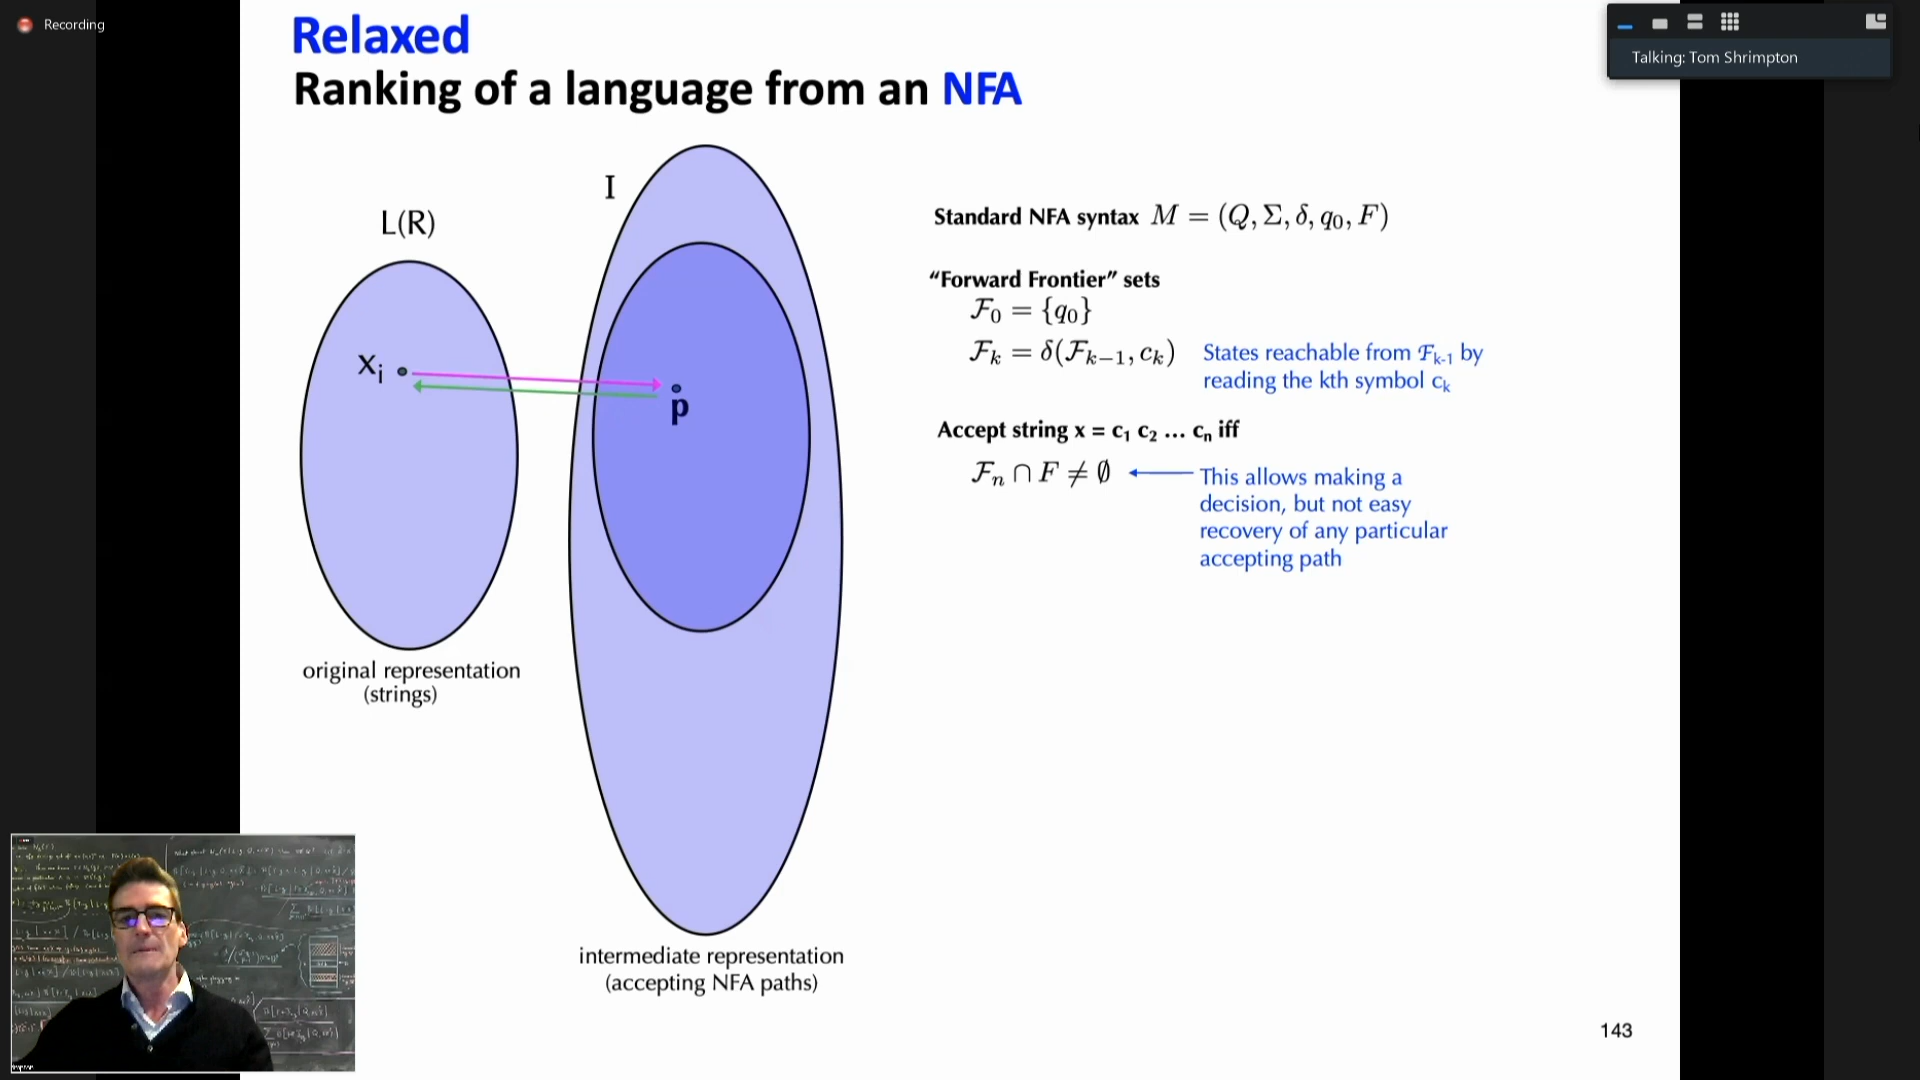 Recording
Talking: Tom Shrimpton
Relaxed
Ranking of a language from an NFA
I
L(R)
Xi
p
original representation
(strings)
intermediate representation
(accepting NFA paths)
Standard NFA syntax M = (Q, Σ, δ, q₀, F)
“Forward Frontier” sets
ℱ₀ = {q₀}
ℱₖ = δ(ℱₖ₋₁, cₖ)
States reachable from ℱk-1 by
reading the kth symbol ck
Accept string x = c₁ c₂ ... cₙ iff
ℱₙ ∩ F ≠ ∅
This allows making a
decision, but not easy
recovery of any particular
accepting path
143